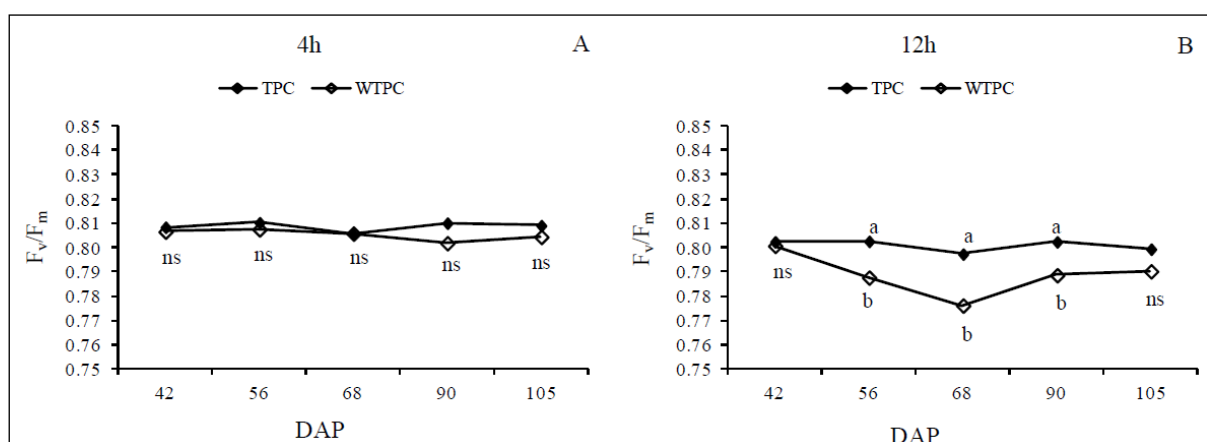 4h A
TPC WTPC
0.85
0.84
0.83
0.82
0.81
0.80
0.79
0.78
0.77
0.76
0.75
Fv/Fm
ns ns ns ns ns
42 56 68 90 105
DAP
12h B
TPC WTPC
0.85
0.84
0.83
0.82
0.81
0.80
0.79
0.78
0.77
0.76
0.75
Fv/Fm
a a a
ns b b b ns
42 56 68 90 105
DAP